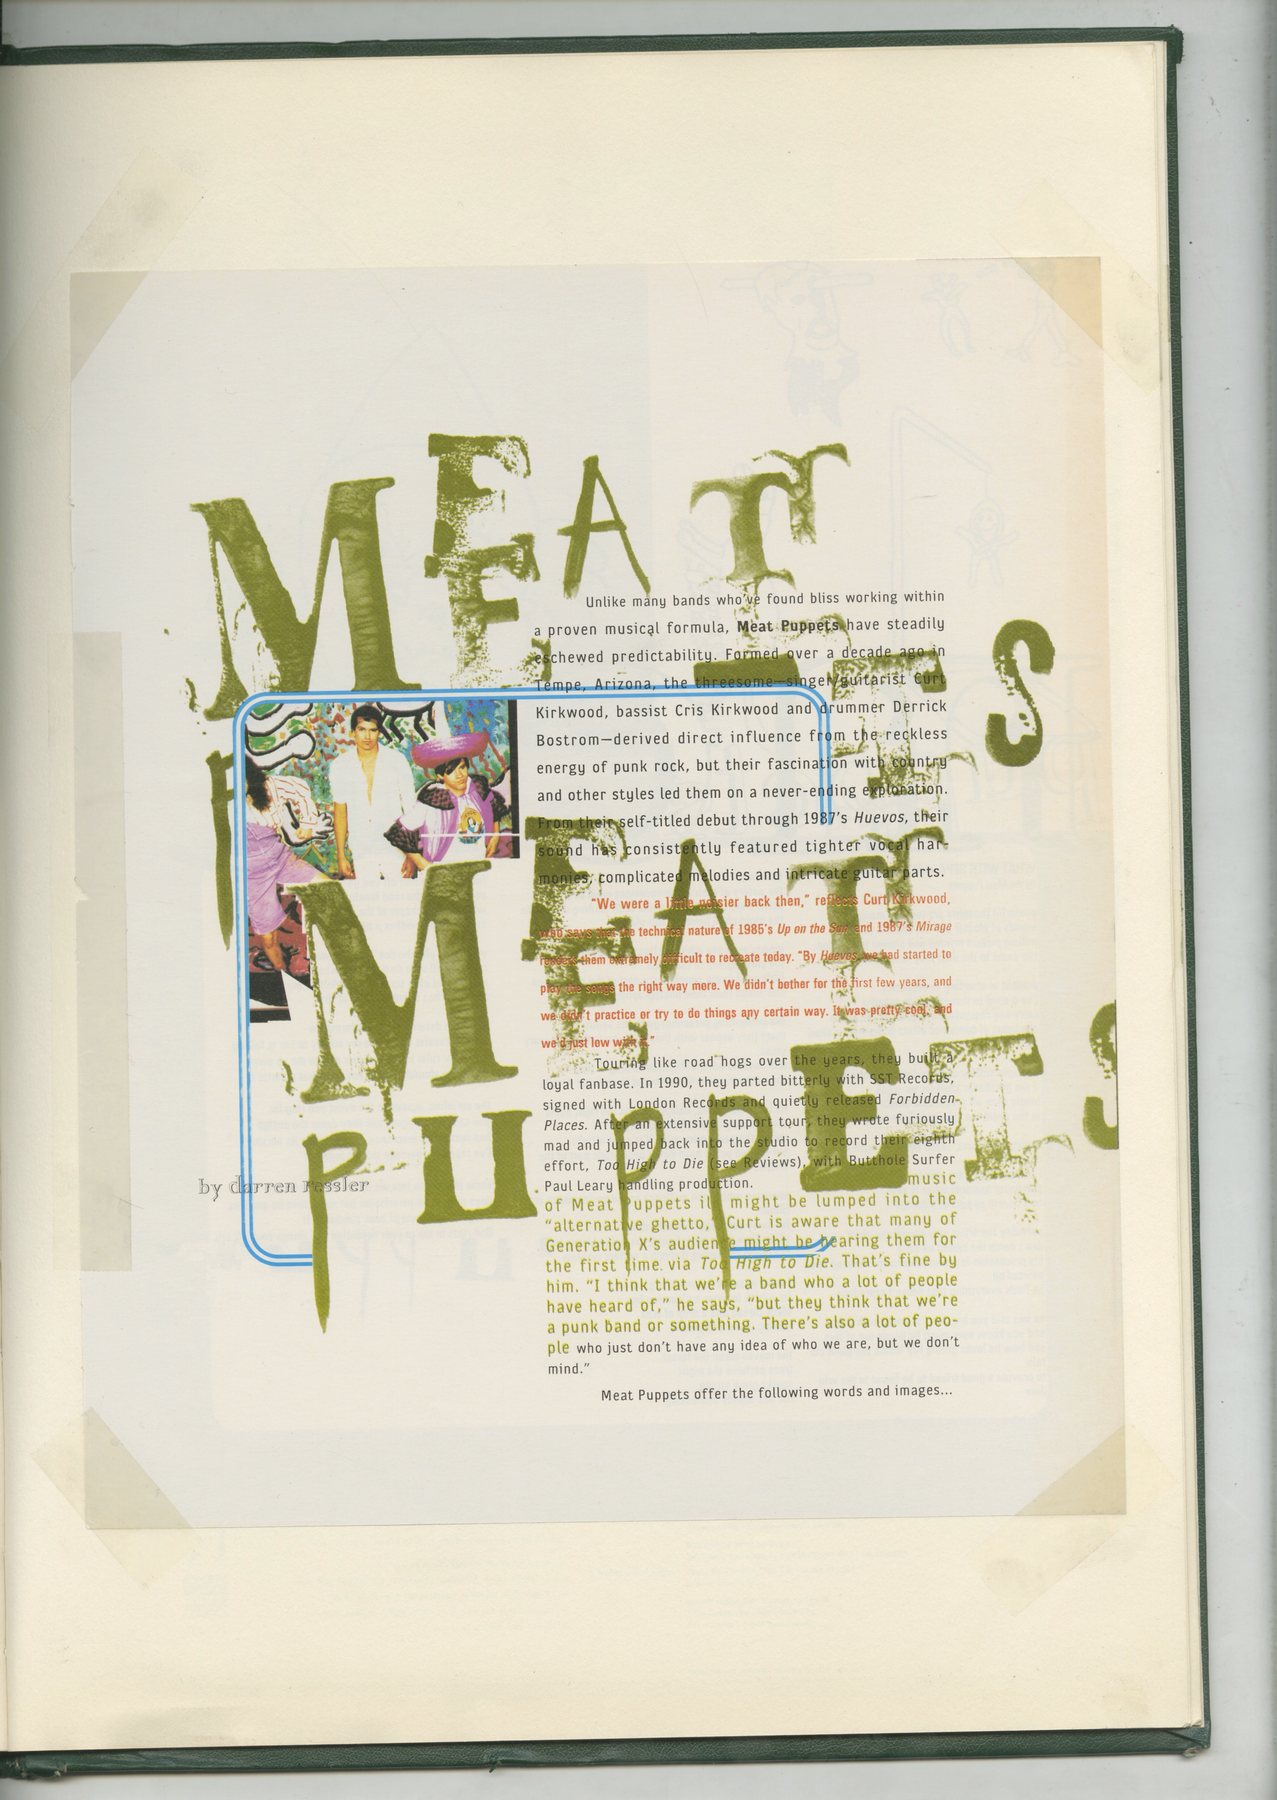 MEAT
PUPPETS
MEAT
PUPPETS
by darren ressler
Unlike many bands who've found bliss working within
a proven musical formula, Meat Puppets have steadily
eschewed predictability. Formed over a decade ago in
Tempe, Arizona, the threesome—singer/guitarist Curt
Kirkwood, bassist Cris Kirkwood and drummer Derrick
Bostrom—derived direct influence from the reckless
energy of punk rock, but their fascination with country
and other styles led them on a never-ending exploration.
From their self-titled debut through 1987's Huevos, their
sound has consistently featured tighter vocal har-
monies, complicated melodies and intricate guitar parts.
"We were a little noisier back then," reflects Curt Kirkwood,
who says that the technical nature of 1985's Up on the Sun and 1987's Mirage
renders them extremely difficult to recreate today. "By Huevos, we had started to
play the songs the right way more. We didn't bother for the first few years, and
we didn't practice or try to do things any certain way. It was pretty cool, and
we'd just low with it."
Touring like road hogs over the years, they built a
loyal fanbase. In 1990, they parted bitterly with SST Records,
signed with London Records and quietly released Forbidden
Places. After an extensive support tour, they wrote furiously
mad and jumped back into the studio to record their eighth
effort, Too High to Die (see Reviews), with Butthole Surfer
Paul Leary handling production.
music
of Meat Puppets might be lumped into the
"alternative ghetto," Curt is aware that many of
Generation X's audience might be hearing them for
the first time via Too High to Die. That's fine by
him. "I think that we're a band who a lot of people
have heard of," he says, "but they think that we're
a punk band or something. There's also a lot of peo-
ple who just don't have any idea of who we are, but we don't
mind."
Meat Puppets offer the following words and images...